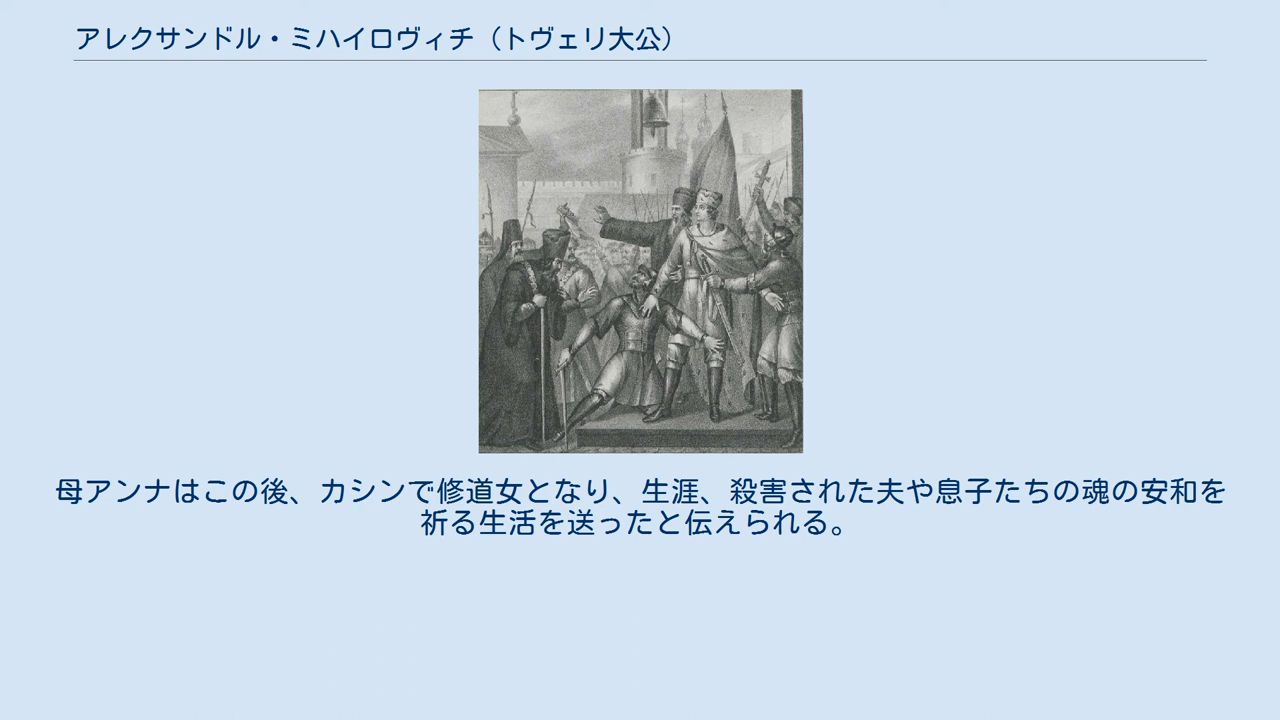 アレクサンドル・ミハイロヴィチ（トヴェリ大公）
母アンナはこの後、カシンで修道女となり、生涯、殺害された夫や息子たちの魂の安和を
祈る生活を送ったと伝えられる。